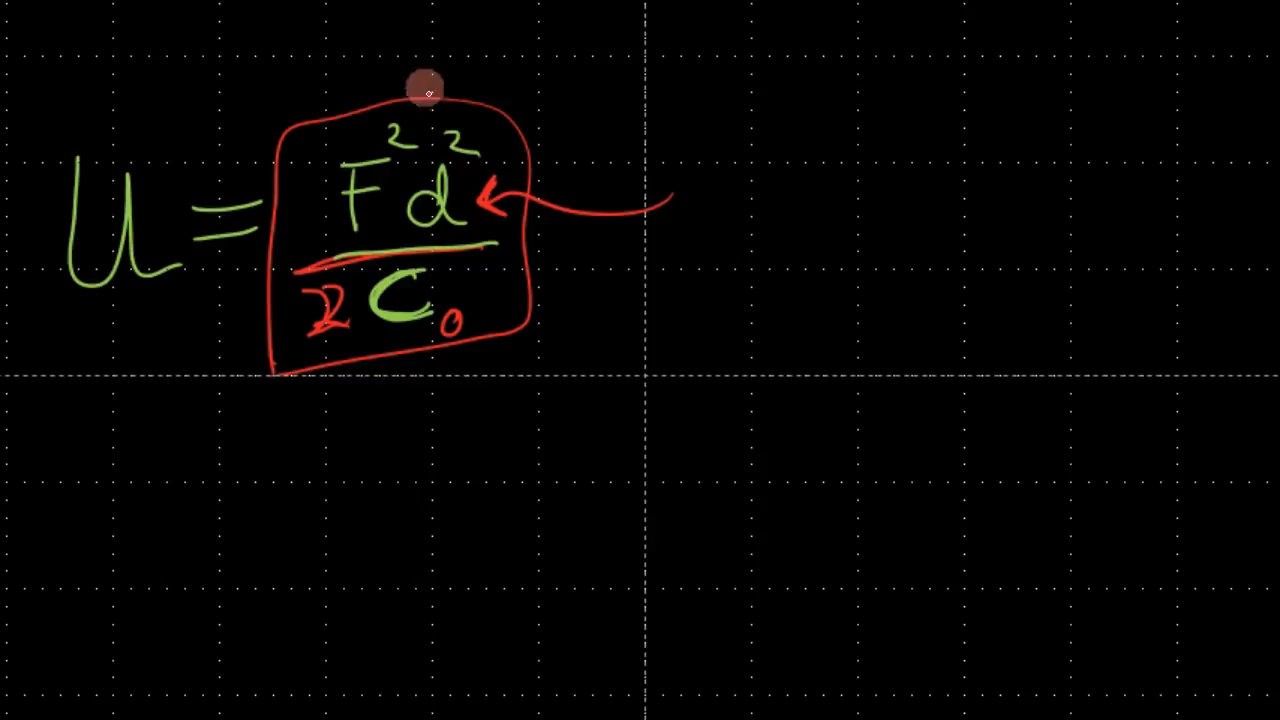 U = F²d² / 2C₀